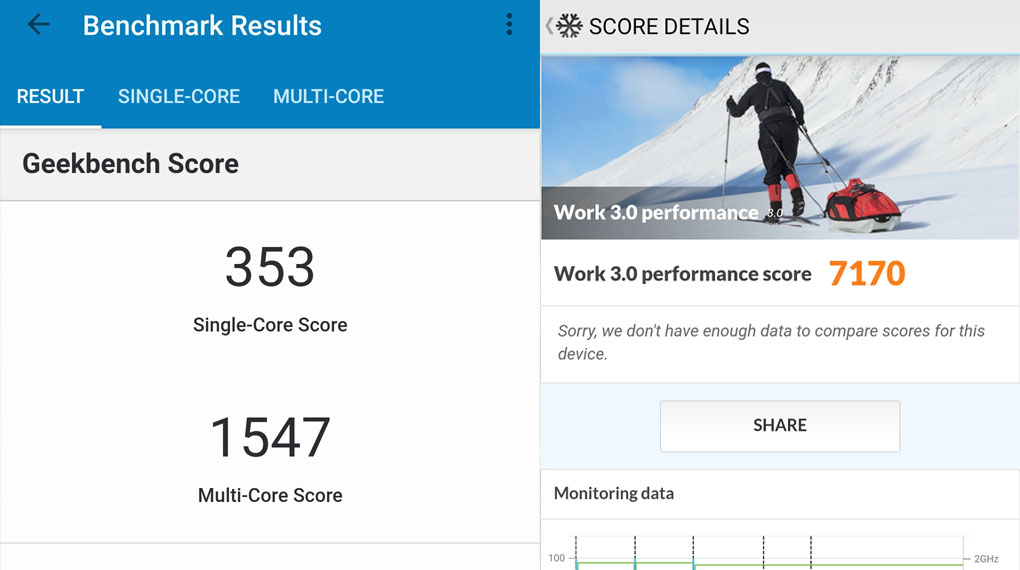 Benchmark Results
RESULT
SINGLE-CORE
MULTI-CORE
Geekbench Score
353
Single-Core Score
1547
Multi-Core Score
SCORE DETAILS
Work 3.0 performance 3.0
Work 3.0 performance score 7170
Sorry, we don't have enough data to compare scores for this
device.
SHARE
Monitoring data
100
2GHz